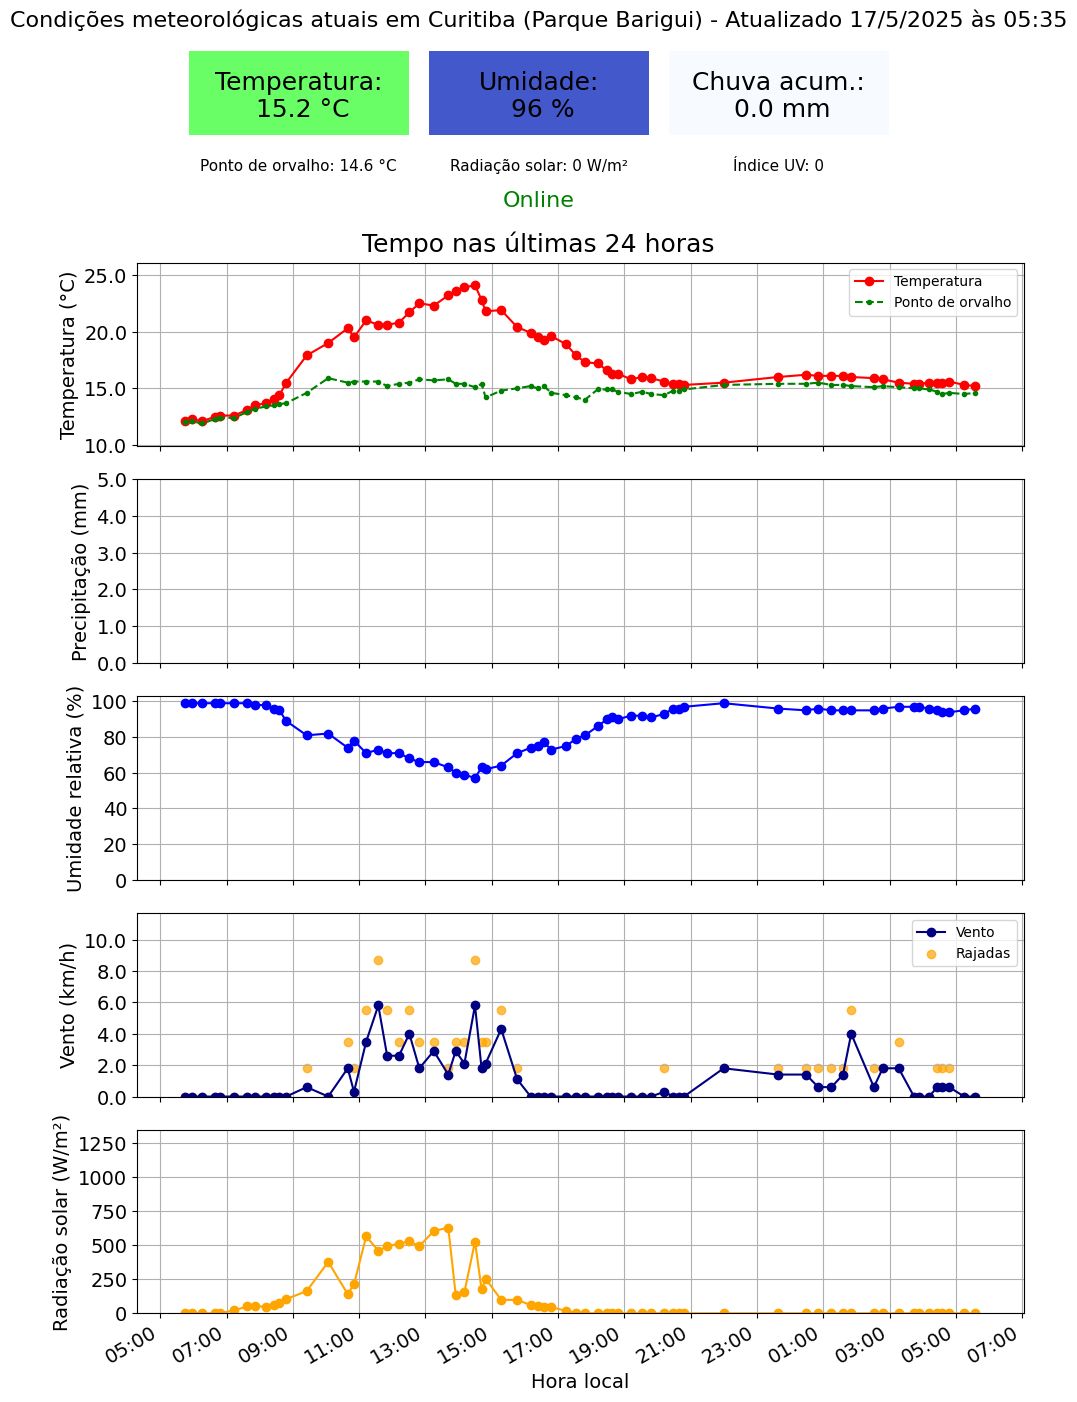 Condições meteorológicas atuais em Curitiba (Parque Barigui) - Atualizado 17/5/2025 às 05:35
Temperatura:
15.2 °C
Umidade:
96 %
Chuva acum.:
0.0 mm
Ponto de orvalho: 14.6 °C
Radiação solar: 0 W/m²
Índice UV: 0
Online
Tempo nas últimas 24 horas
Temperatura (°C)
25.0
20.0
15.0
10.0
Temperatura
Ponto de orvalho
Precipitação (mm)
5.0
4.0
3.0
2.0
1.0
0.0
Umidade relativa (%)
100
80
60
40
20
0
Vento (km/h)
10.0
8.0
6.0
4.0
2.0
0.0
Vento
Rajadas
Radiação solar (W/m²)
1250
1000
750
500
250
0
05:00
07:00
09:00
11:00
13:00
15:00
17:00
19:00
21:00
23:00
01:00
03:00
05:00
07:00
Hora local